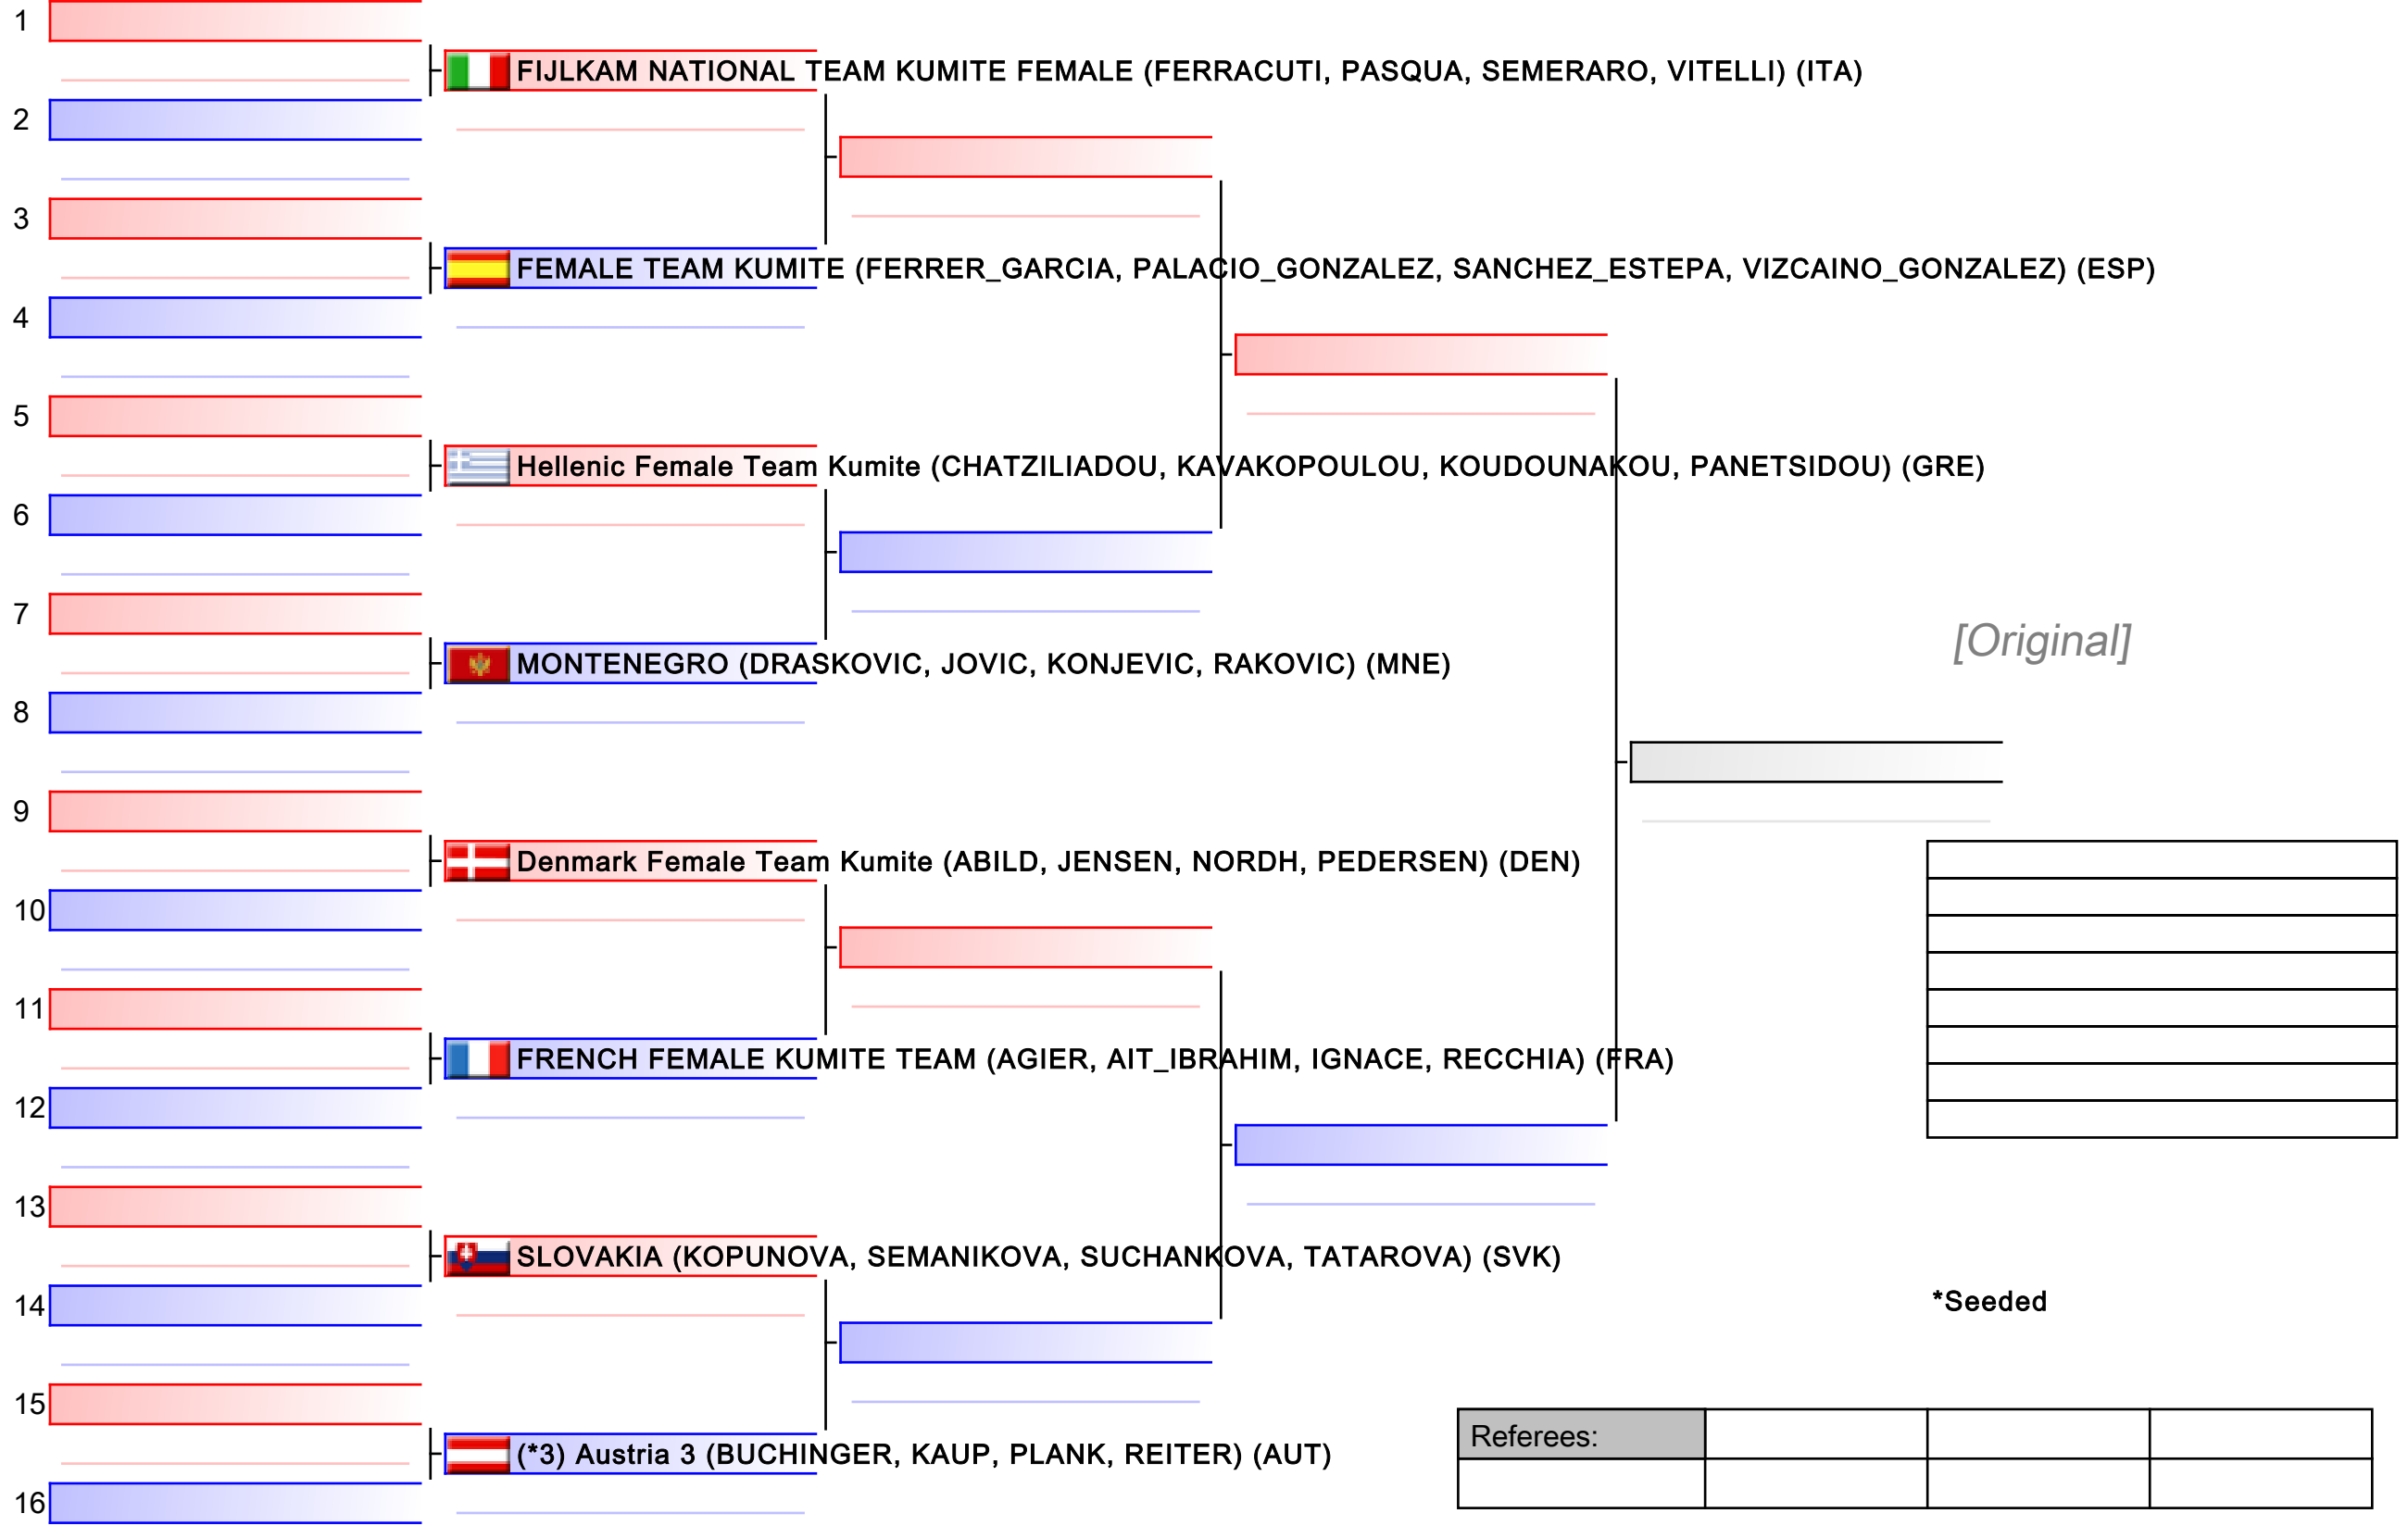 1
FIJLKAM NATIONAL TEAM KUMITE FEMALE (FERRACUTI, PASQUA, SEMERARO, VITELLI) (ITA)
2
3
FEMALE TEAM KUMITE (FERRER_GARCIA, PALACIO_GONZALEZ, SANCHEZ_ESTEPA, VIZCAINO_GONZALEZ) (ESP)
4
5
Hellenic Female Team Kumite (CHATZILIADOU, KAVAKOPOULOU, KOUDOUNAKOU, PANETSIDOU) (GRE)
6
7
[Original]
MONTENEGRO (DRASKOVIC, JOVIC, KONJEVIC, RAKOVIC) (MNE)
8
9
Denmark Female Team Kumite (ABILD, JENSEN, NORDH, PEDERSEN) (DEN)
10
11
FRENCH FEMALE KUMITE TEAM (AGIER, AIT_IBRAHIM, IGNACE, RECCHIA) (FRA)
12
13
SLOVAKIA (KOPUNOVA, SEMANIKOVA, SUCHANKOVA, TATAROVA) (SVK)
14
*Seeded
15
Referees:
(*3) Austria 3 (BUCHINGER, KAUP, PLANK, REITER) (AUT)
16